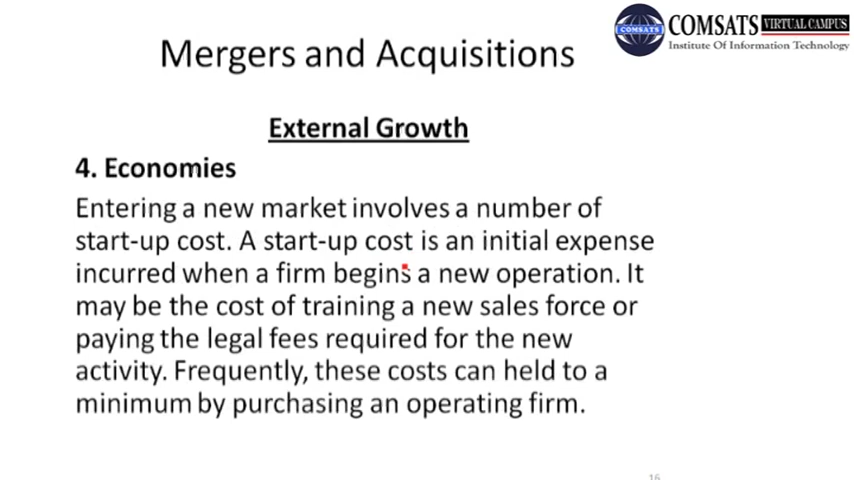 COMSATS
COMSATS VIRTUAL CAMPUS
Institute Of Information Technology
Mergers and Acquisitions
External Growth
4. Economies
Entering a new market involves a number of
start-up cost. A start-up cost is an initial expense
incurred when a firm begins a new operation. It
may be the cost of training a new sales force or
paying the legal fees required for the new
activity. Frequently, these costs can held to a
minimum by purchasing an operating firm.
16